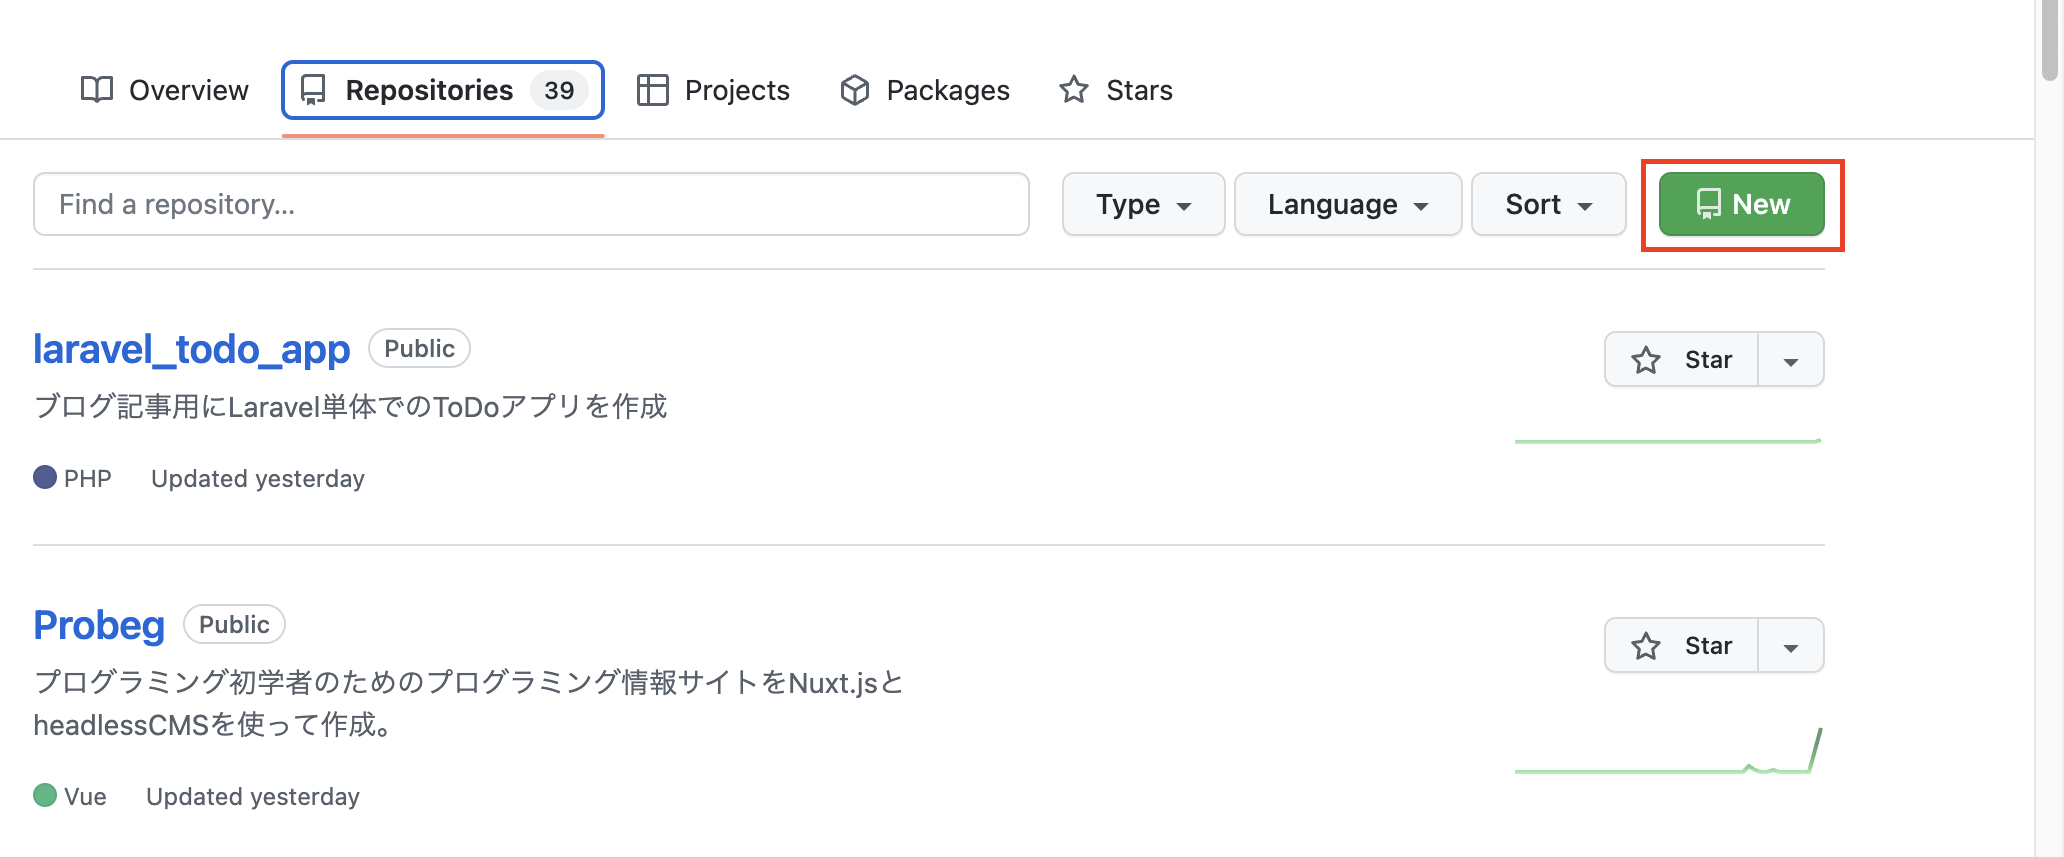 Overview Repositories 39 Projects Packages Stars
Find a repository... Type Language Sort New
laravel_todo_app Public Star
ブログ記事用にLaravel単体でのToDoアプリを作成
PHP Updated yesterday
Probeg Public Star
プログラミング初学者のためのプログラミング情報サイトをNuxt.jsと
headlessCMSを使って作成。
Vue Updated yesterday